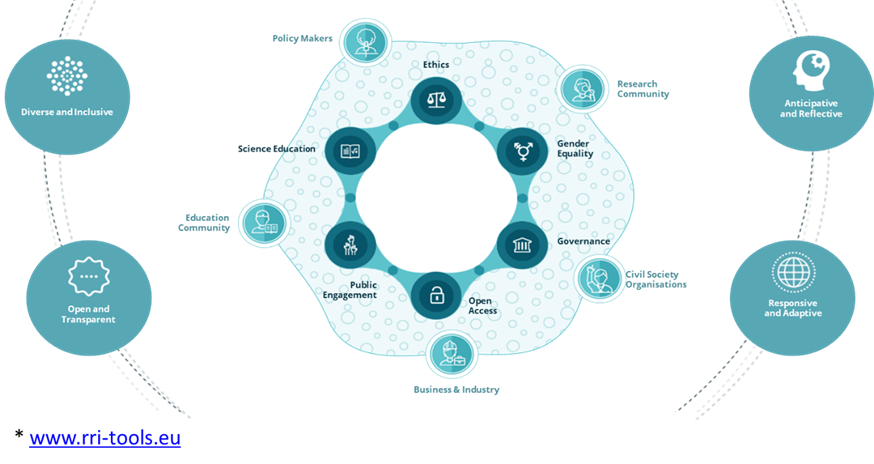 Policy Makers
Ethics
Research
Community
Diverse and Inclusive
Anticipative
and Reflective
Science Education
Gender
Equality
Education
Community
Governance
Public
Engagement
Open
Access
Civil Society
Organisations
Open and
Transparent
Responsive
and Adaptive
Business & Industry
* www.rri-tools.eu